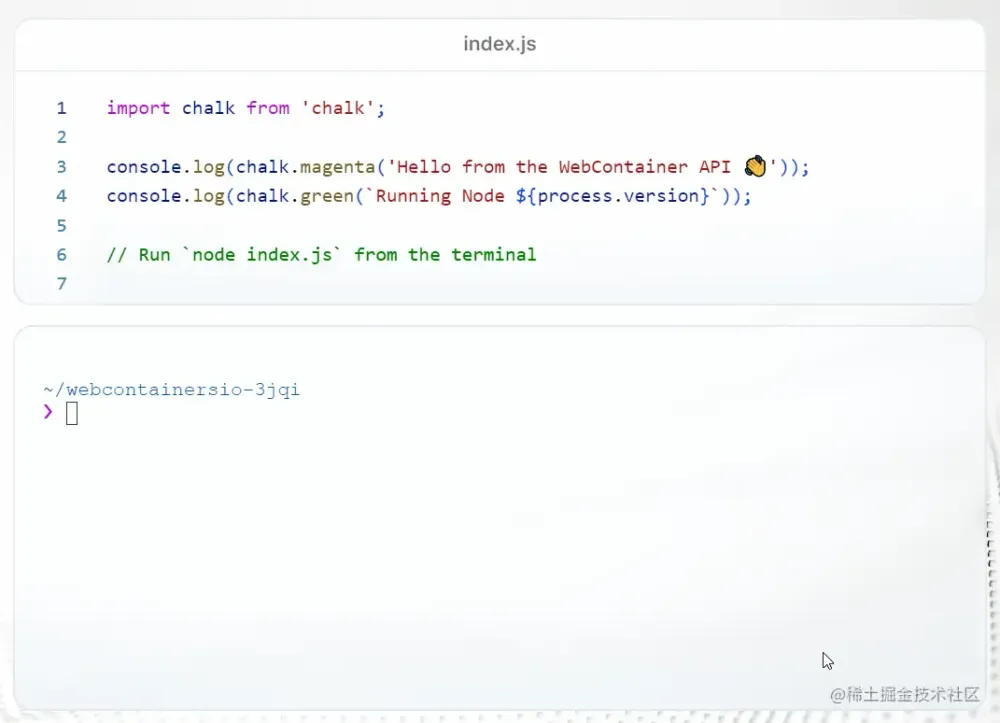 index.js
1 import chalk from 'chalk';
2
3 console.log(chalk.magenta('Hello from the WebContainer API 👋'));
4 console.log(chalk.green(`Running Node ${process.version}`));
5
6 // Run `node index.js` from the terminal
7
~/webcontainersio-3jqi
❯
@稀土掘金技术社区